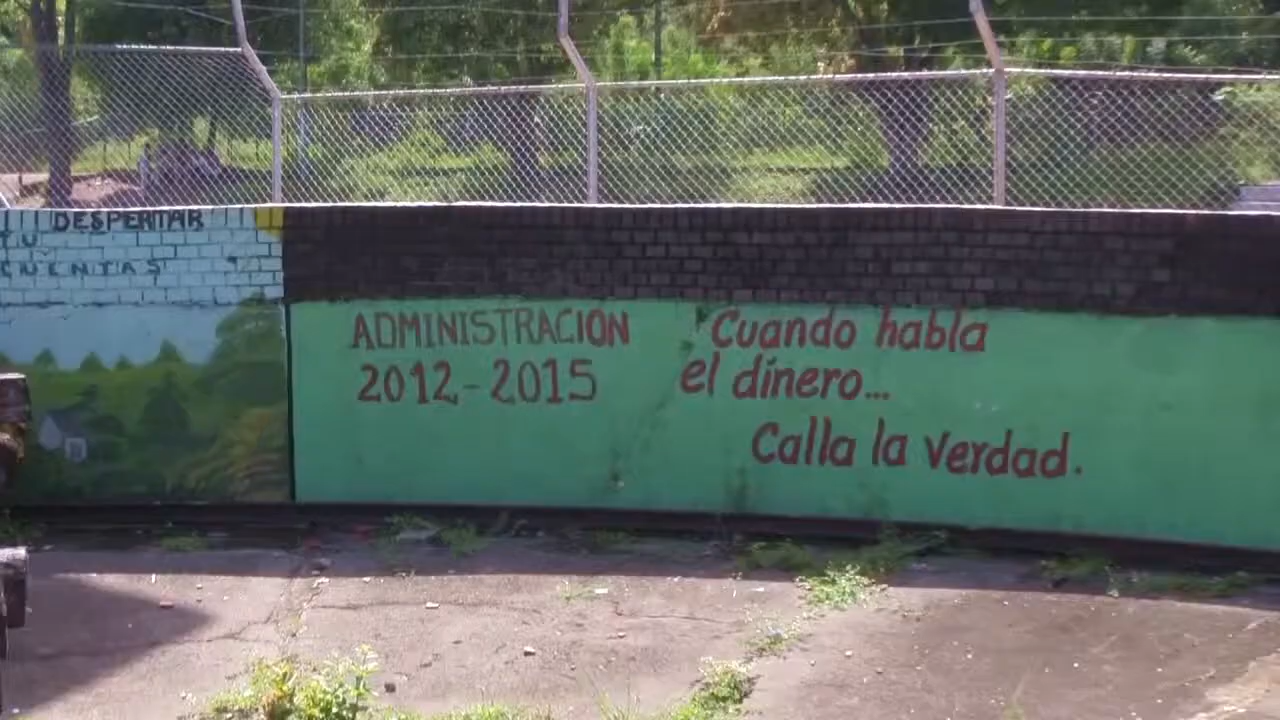 DESPERTAR
TU
CUENTAS
ADMINISTRACION
2012-2015
Cuando habla
el dinero...
Calla la verdad.